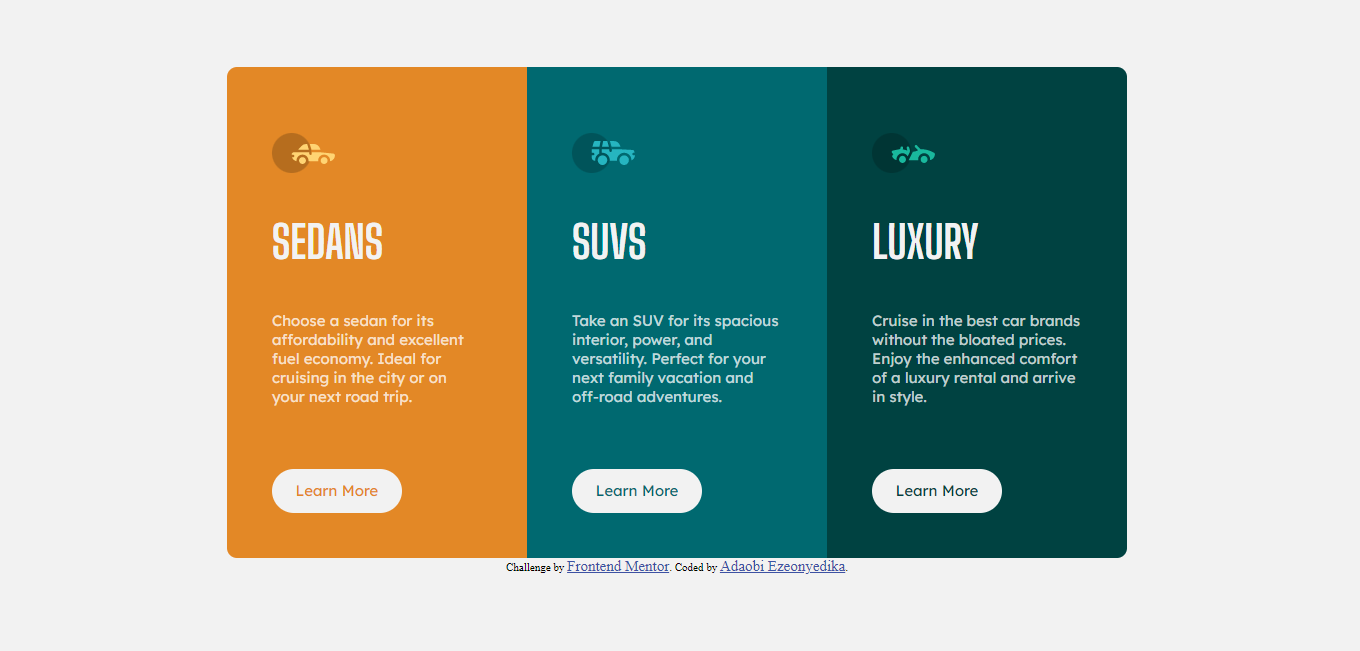 SEDANS
Choose a sedan for its
affordability and excellent
fuel economy. Ideal for
cruising in the city or on
your next road trip.
Learn More
SUVS
Take an SUV for its spacious
interior, power, and
versatility. Perfect for your
next family vacation and
off-road adventures.
Learn More
LUXURY
Cruise in the best car brands
without the bloated prices.
Enjoy the enhanced comfort
of a luxury rental and arrive
in style.
Learn More
Challenge by Frontend Mentor. Coded by Adaobi Ezeonyedika.